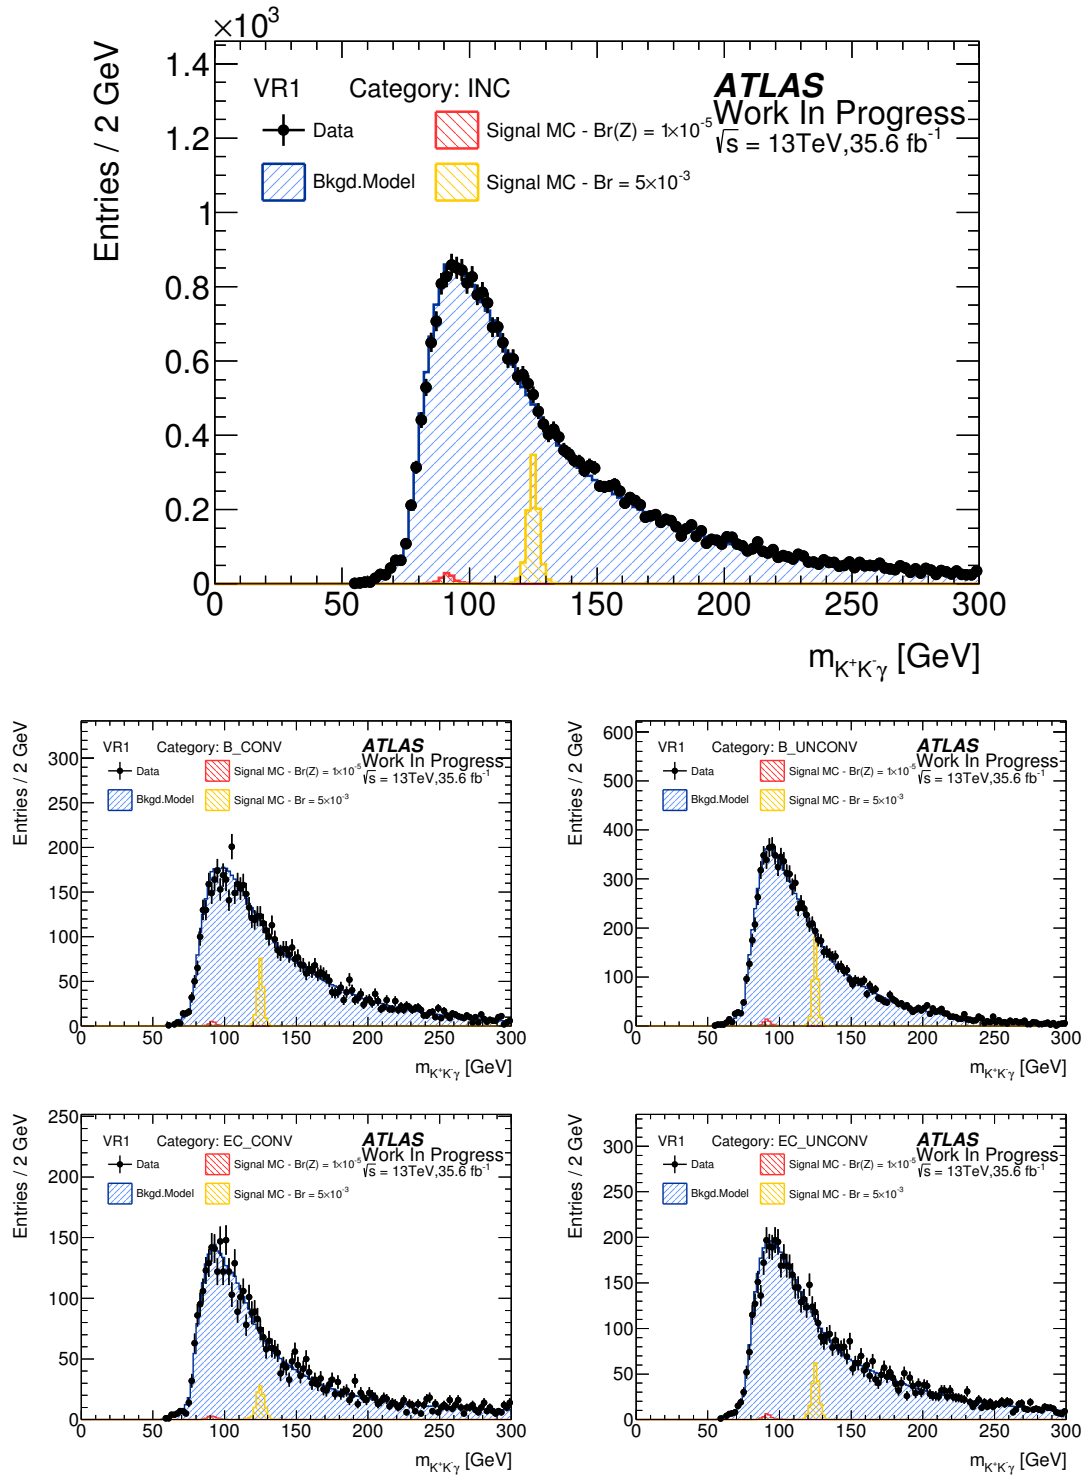 ×10³
Entries / 2 GeV
VR1 Category: INC
ATLAS
Work In Progress
√s = 13TeV,35.6 fb⁻¹
Data
Signal MC - Br(Z) = 1×10⁻⁵
Bkgd.Model
Signal MC - Br = 5×10⁻³
1.4
1.2
1
0.8
0.6
0.4
0.2
0
0 50 100 150 200 250 300
m_K⁺K⁻γ [GeV]
Entries / 2 GeV
VR1 Category: B_CONV
ATLAS
Work In Progress
√s = 13TeV,35.6 fb⁻¹
Data
Signal MC - Br(Z) = 1×10⁻⁵
Bkgd.Model
Signal MC - Br = 5×10⁻³
300
250
200
150
100
50
0
0 50 100 150 200 250 300
m_K⁺K⁻γ [GeV]
Entries / 2 GeV
VR1 Category: B_UNCONV
ATLAS
Work In Progress
√s = 13TeV,35.6 fb⁻¹
Data
Signal MC - Br(Z) = 1×10⁻⁵
Bkgd.Model
Signal MC - Br = 5×10⁻³
600
500
400
300
200
100
0
0 50 100 150 200 250 300
m_K⁺K⁻γ [GeV]
Entries / 2 GeV
VR1 Category: EC_CONV
ATLAS
Work In Progress
√s = 13TeV,35.6 fb⁻¹
Data
Signal MC - Br(Z) = 1×10⁻⁵
Bkgd.Model
Signal MC - Br = 5×10⁻³
250
200
150
100
50
0
0 50 100 150 200 250 300
m_K⁺K⁻γ [GeV]
Entries / 2 GeV
VR1 Category: EC_UNCONV
ATLAS
Work In Progress
√s = 13TeV,35.6 fb⁻¹
Data
Signal MC - Br(Z) = 1×10⁻⁵
Bkgd.Model
Signal MC - Br = 5×10⁻³
300
250
200
150
100
50
0
0 50 100 150 200 250 300
m_K⁺K⁻γ [GeV]